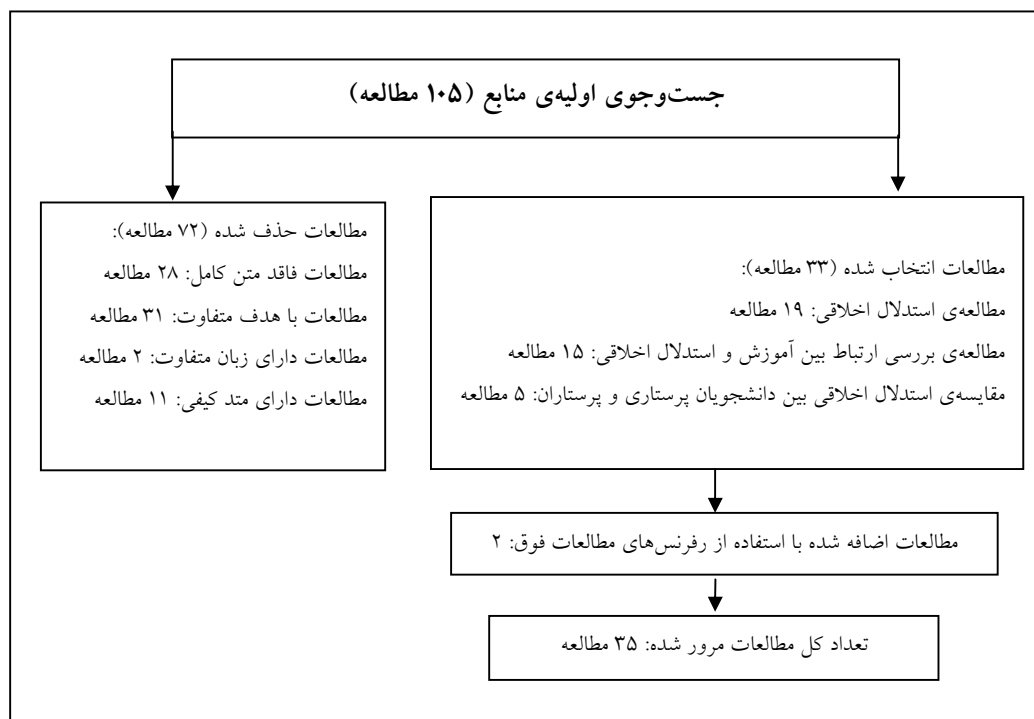 جست‌وجوی اولیه‌ی منابع (۱۰۵ مطالعه)
مطالعات انتخاب شده (۳۳ مطالعه):
مطالعه‌ی استدلال اخلاقی: ۱۹ مطالعه
مطالعه‌ی بررسی ارتباط بین آموزش و استدلال اخلاقی: ۱۵ مطالعه
مقایسه‌ی استدلال اخلاقی بین دانشجویان پرستاری و پرستاران: ۵ مطالعه
مطالعات حذف شده (۷۲ مطالعه):
مطالعات فاقد متن کامل: ۲۸ مطالعه
مطالعات با هدف متفاوت: ۳۱ مطالعه
مطالعات دارای زبان متفاوت: ۲ مطالعه
مطالعات دارای متد کیفی: ۱۱ مطالعه
مطالعات اضافه شده با استفاده از رفرنس‌های مطالعات فوق: ۲
تعداد کل مطالعات مرور شده: ۳۵ مطالعه